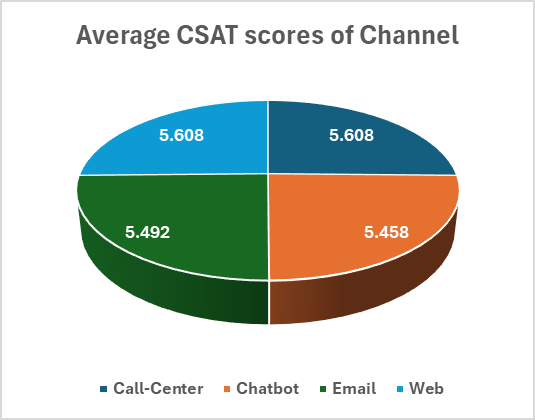 Average CSAT scores of Channel
5.608 5.608
5.492 5.458
Call-Center Chatbot Email Web